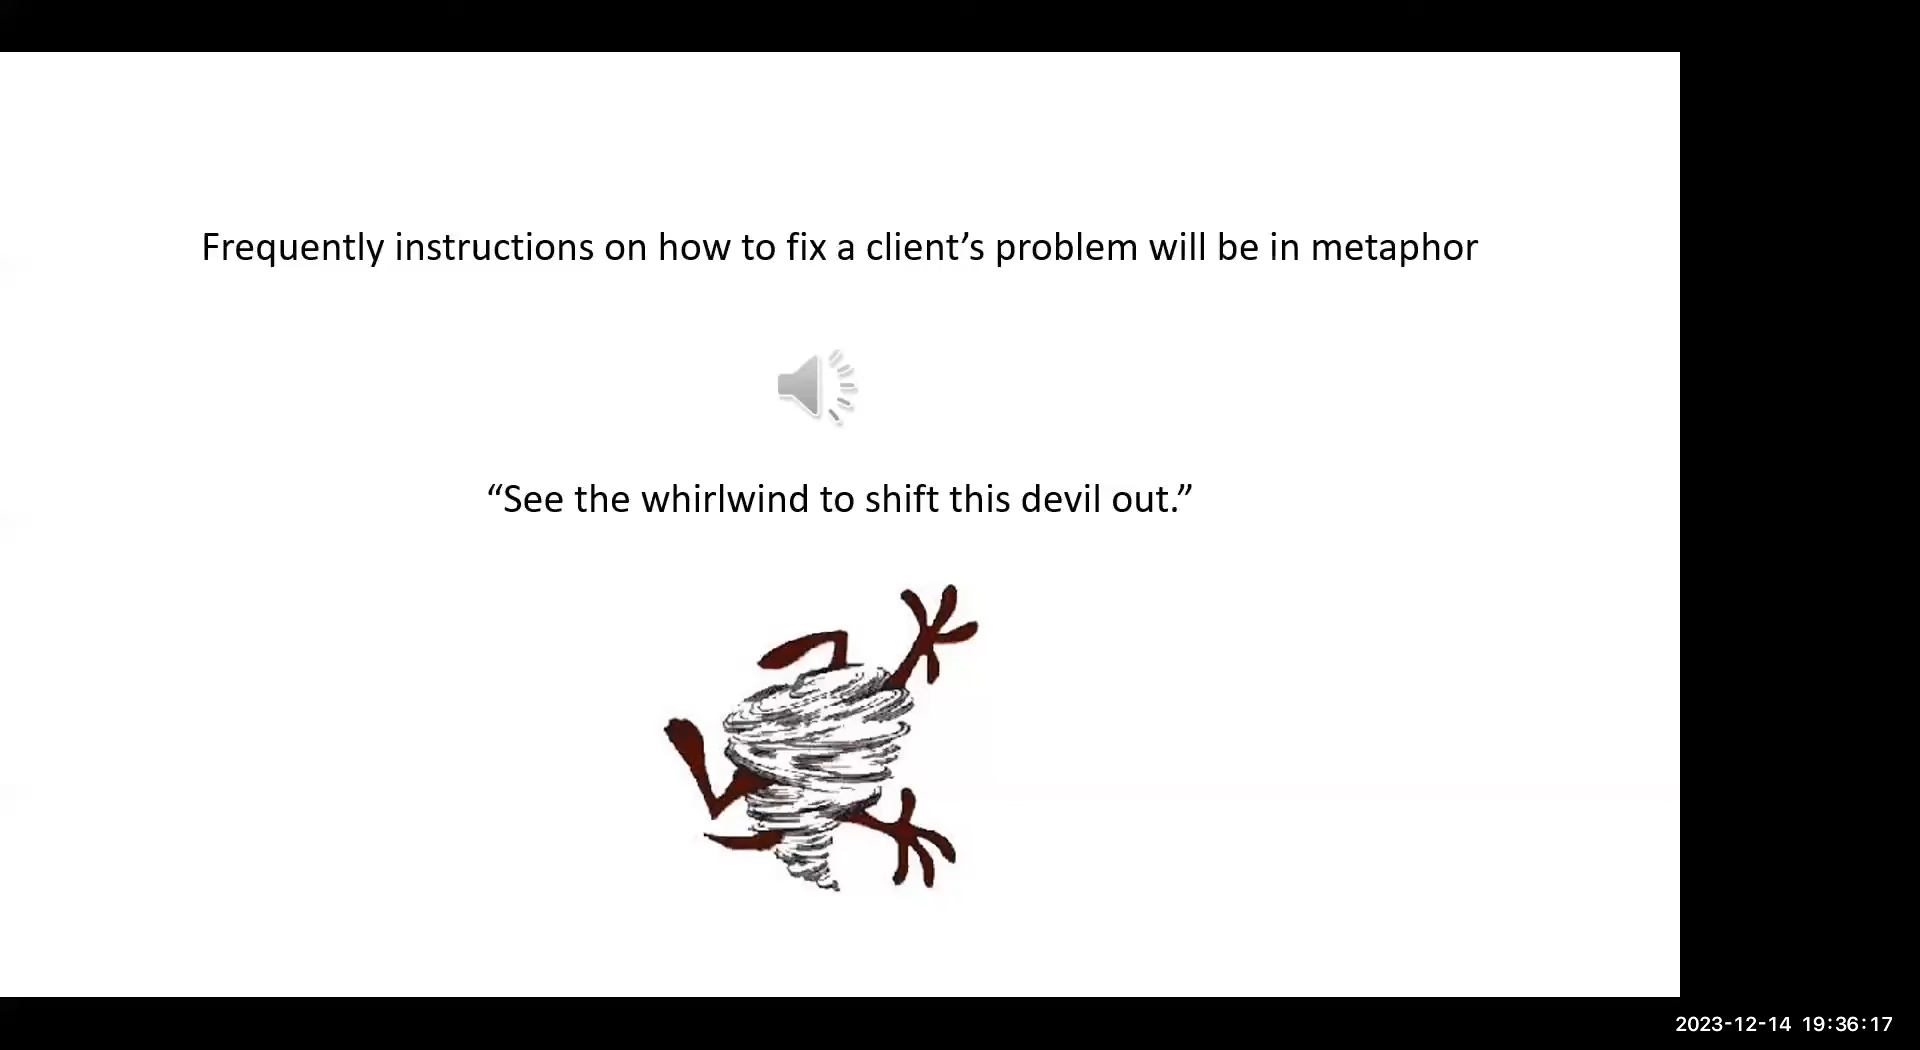 Frequently instructions on how to fix a client’s problem will be in metaphor
“See the whirlwind to shift this devil out.”
2023-12-14 19:36:17